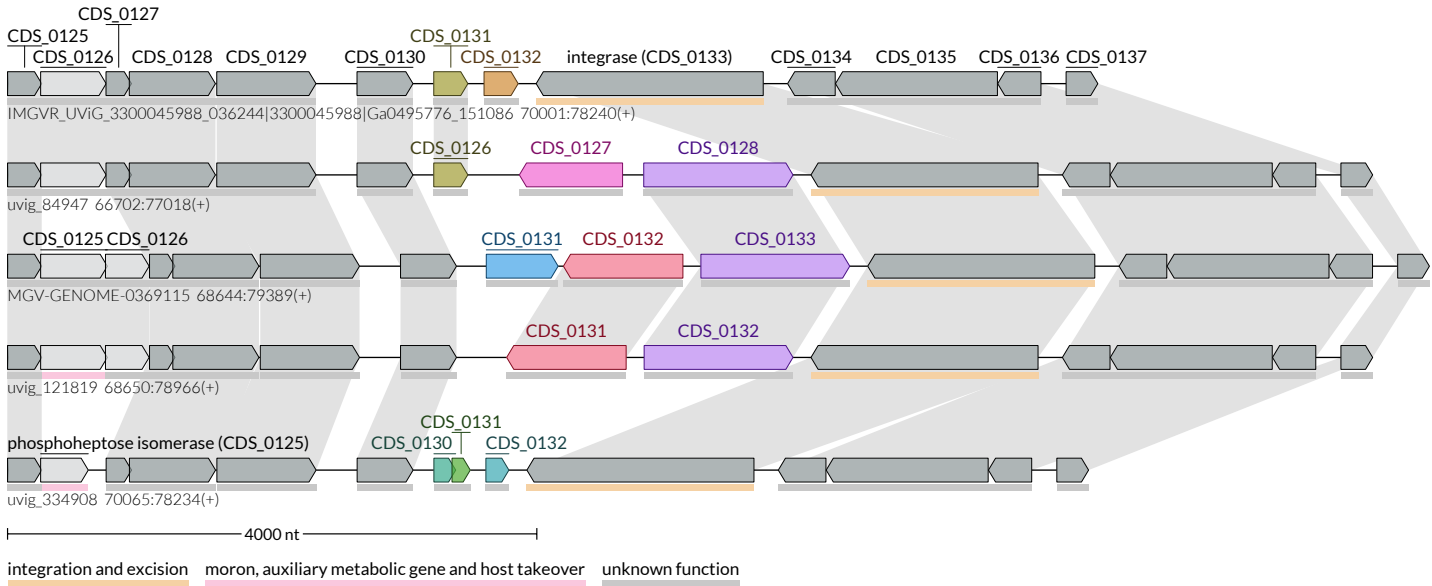 CDS_0127
CDS_0125 CDS_0131
CDS_0126 CDS_0128 CDS_0129 CDS_0130 CDS_0132 integrase (CDS_0133) CDS_0134 CDS_0135 CDS_0136 CDS_0137
IMGVR_UViG_3300045988_036244|3300045988|Ga0495776_151086 70001:78240(+)
CDS_0126 CDS_0127 CDS_0128
uvig_84947 66702:77018(+)
CDS_0125 CDS_0126 CDS_0131 CDS_0132 CDS_0133
MGV-GENOME-0369115 68644:79389(+)
CDS_0131 CDS_0132
uvig_121819 68650:78966(+)
CDS_0131
phosphoheptose isomerase (CDS_0125) CDS_0130 CDS_0132
uvig_334908 70065:78234(+)
4000 nt
integration and excision moron, auxiliary metabolic gene and host takeover unknown function